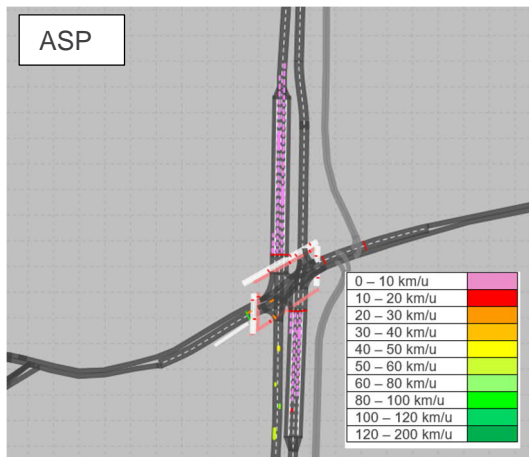 ASP
0 – 10 km/u
10 – 20 km/u
20 – 30 km/u
30 – 40 km/u
40 – 50 km/u
50 – 60 km/u
60 – 80 km/u
80 – 100 km/u
100 – 120 km/u
120 – 200 km/u